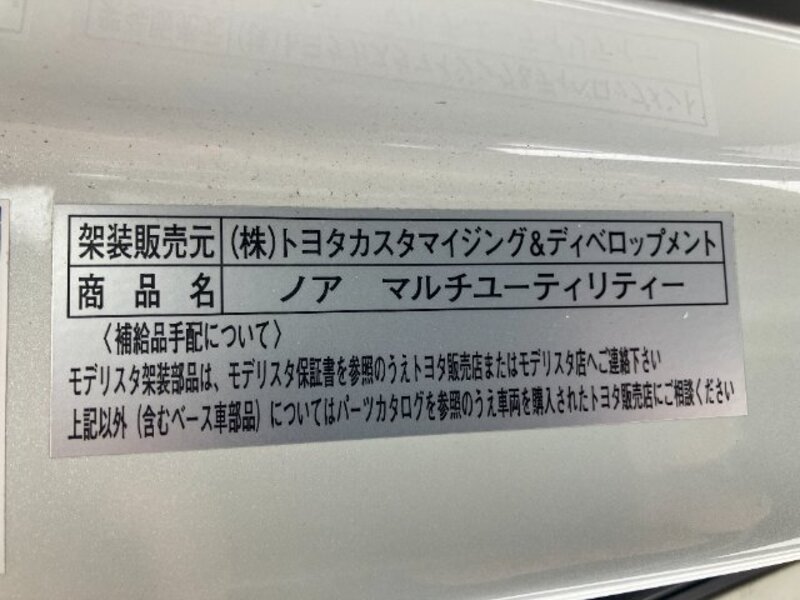 架装販売元 (株)トヨタカスタマイジング&ディベロップメント
商品名 ノア マルチユーティリティー
〈補給品手配について〉
モデリスタ架装部品は、モデリスタ保証書を参照のうえトヨタ販売店またはモデリスタ店へご連絡下さい
上記以外(含むベース車部品)についてはパーツカタログを参照のうえ車両を購入されたトヨタ販売店にご相談ください